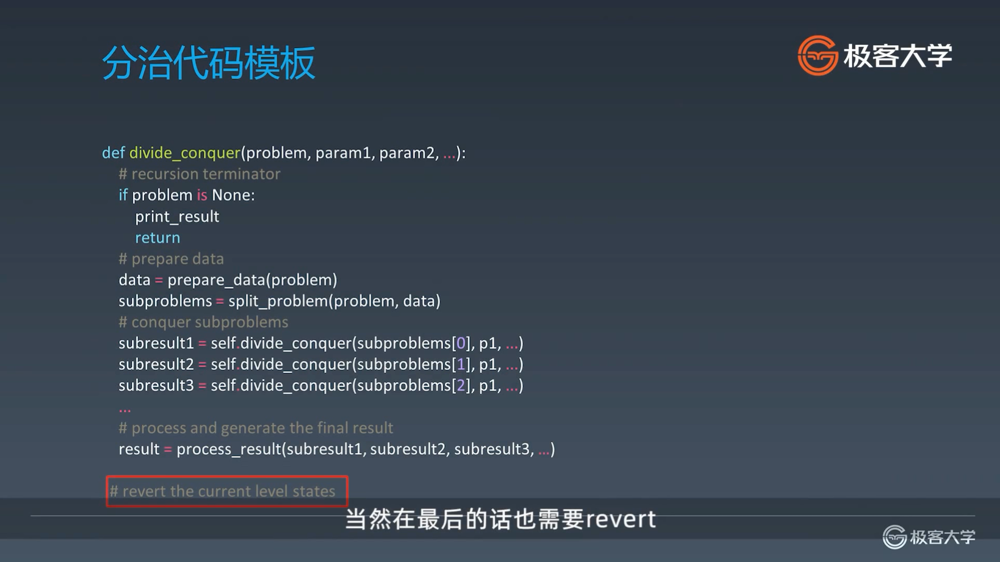 分治代码模板
极客大学
def divide_conquer(problem, param1, param2, ...):
# recursion terminator
if problem is None:
print_result
return
# prepare data
data = prepare_data(problem)
subproblems = split_problem(problem, data)
# conquer subproblems
subresult1 = self.divide_conquer(subproblems[0], p1, ...)
subresult2 = self.divide_conquer(subproblems[1], p1, ...)
subresult3 = self.divide_conquer(subproblems[2], p1, ...)
...
# process and generate the final result
result = process_result(subresult1, subresult2, subresult3, ...)
# revert the current level states
当然在最后的话也需要revert
极客大学